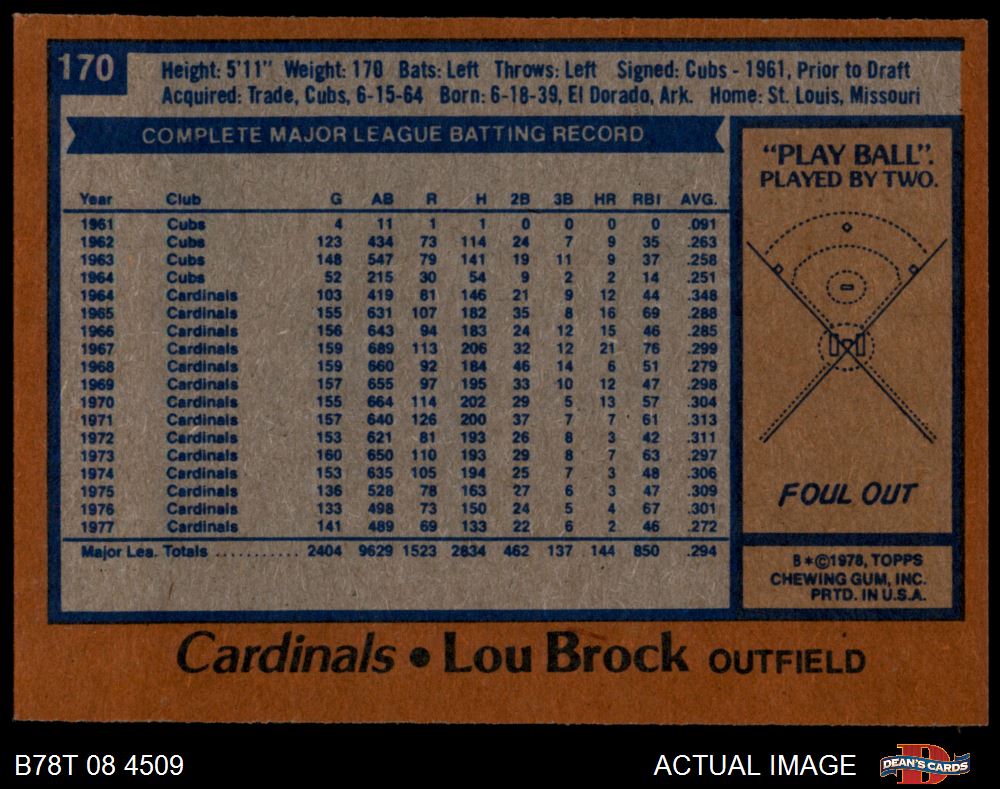 170
Height: 5'11" Weight: 170 Bats: Left Throws: Left Signed: Cubs - 1961, Prior to Draft
Acquired: Trade, Cubs, 6-15-64 Born: 6-18-39, El Dorado, Ark. Home: St. Louis, Missouri
COMPLETE MAJOR LEAGUE BATTING RECORD
Year Club G AB R H 2B 3B HR RBI AVG.
1961 Cubs 4 11 1 1 0 0 0 0 .091
1962 Cubs 123 434 73 114 24 7 9 35 .263
1963 Cubs 148 547 79 141 19 11 9 37 .258
1964 Cubs 52 215 30 54 9 2 2 14 .251
1964 Cardinals 103 419 81 146 21 9 12 44 .348
1965 Cardinals 155 631 107 182 35 8 16 69 .288
1966 Cardinals 156 643 94 183 24 12 15 46 .285
1967 Cardinals 159 689 113 206 32 12 21 76 .299
1968 Cardinals 159 660 92 184 46 14 6 51 .279
1969 Cardinals 157 655 97 195 33 10 12 47 .298
1970 Cardinals 155 664 114 202 29 5 13 57 .304
1971 Cardinals 157 640 126 200 37 7 7 61 .313
1972 Cardinals 153 621 81 193 26 8 3 42 .311
1973 Cardinals 160 650 110 193 29 8 7 63 .297
1974 Cardinals 153 635 105 194 25 7 3 48 .306
1975 Cardinals 136 528 78 163 27 6 3 47 .309
1976 Cardinals 133 498 73 150 24 5 4 67 .301
1977 Cardinals 141 489 69 133 22 6 2 46 .272
Major Lea. Totals ........... 2404 9629 1523 2834 462 137 144 850 .294
"PLAY BALL".
PLAYED BY TWO.
FOUL OUT
B*©1978, TOPPS
CHEWING GUM, INC.
PRTD. IN U.S.A.
Cardinals • Lou Brock OUTFIELD
B78T 08 4509
ACTUAL IMAGE
D
DEAN'S CARDS